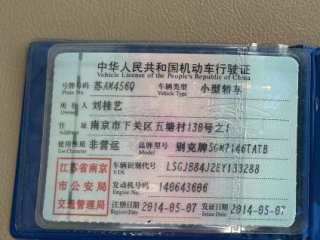 中华人民共和国机动车行驶证
Vehicle License of the People's Republic of China
号牌号码 苏AM456Q 车辆类型 小型轿车
Plate No. Vehicle Type
所有人 刘桂艺
Owner
住址 南京市下关区五塘村130号之1
Address
使用性质 非营运 品牌型号 别克牌SGM7146TATB
Use Character Model
江苏省南京市公安局交通管理局
车辆识别代号 LSGJB84J2EY133288
VIN
发动机号码 140643606
Engine No.
注册日期 2014-05-07 发证日期 2014-05-07
Register Date Issue Date